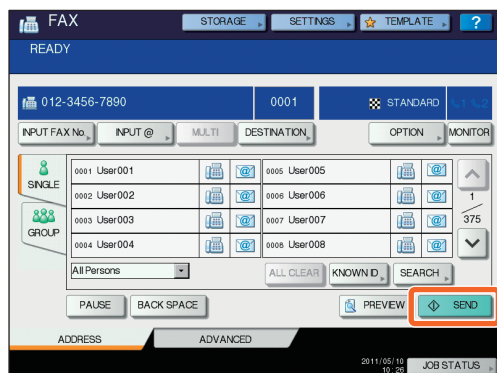 FAX STORAGE SETTINGS TEMPLATE ?
READY
012-3456-7890 0001 STANDARD 1 2
INPUT FAX No. INPUT @ MULTI DESTINATION OPTION MONITOR
SINGLE
GROUP
0001 User001 @ 0005 User005 @
0002 User002 @ 0006 User006 @
0003 User003 @ 0007 User007 @
0004 User004 @ 0008 User008 @
1
375
All Persons ALL CLEAR KNOWN ID SEARCH
PAUSE BACK SPACE PREVIEW SEND
ADDRESS ADVANCED
2011/05/10
10:26 JOB STATUS